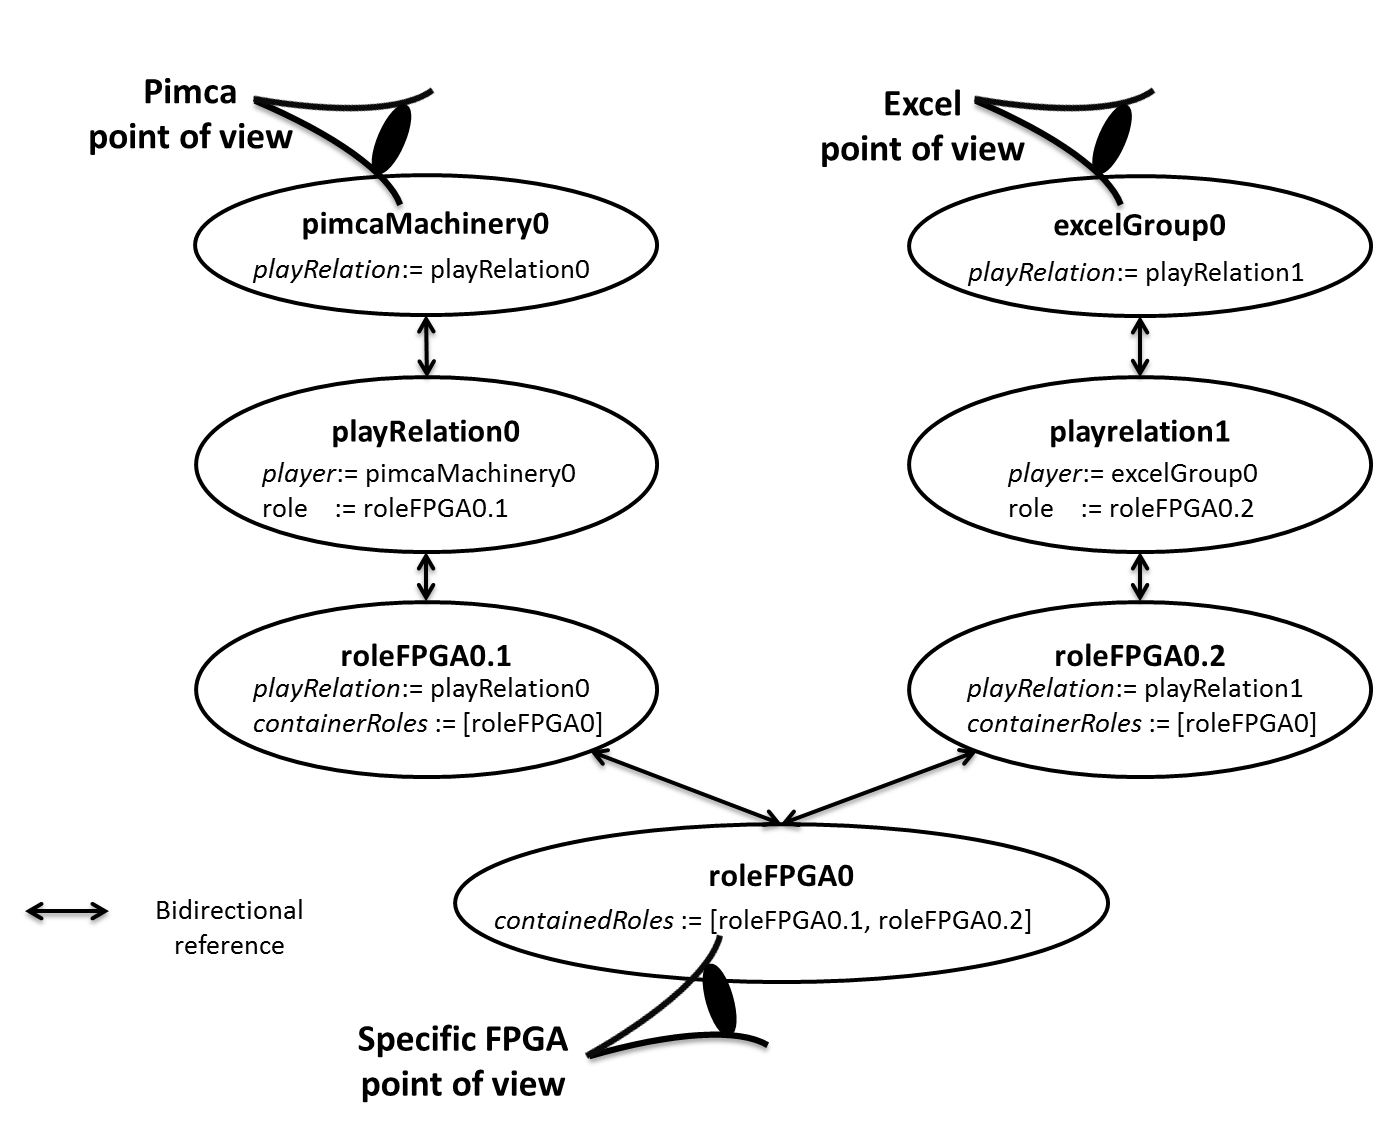 Pimca
point of view
Excel
point of view
pimcaMachinery0
playRelation:= playRelation0
excelGroup0
playRelation:= playRelation1
playRelation0
player:= pimcaMachinery0
role := roleFPGA0.1
playrelation1
player:= excelGroup0
role := roleFPGA0.2
roleFPGA0.1
playRelation:= playRelation0
containerRoles := [roleFPGA0]
roleFPGA0.2
playRelation:= playRelation1
containerRoles := [roleFPGA0]
roleFPGA0
containedRoles := [roleFPGA0.1, roleFPGA0.2]
Bidirectional
reference
Specific FPGA
point of view